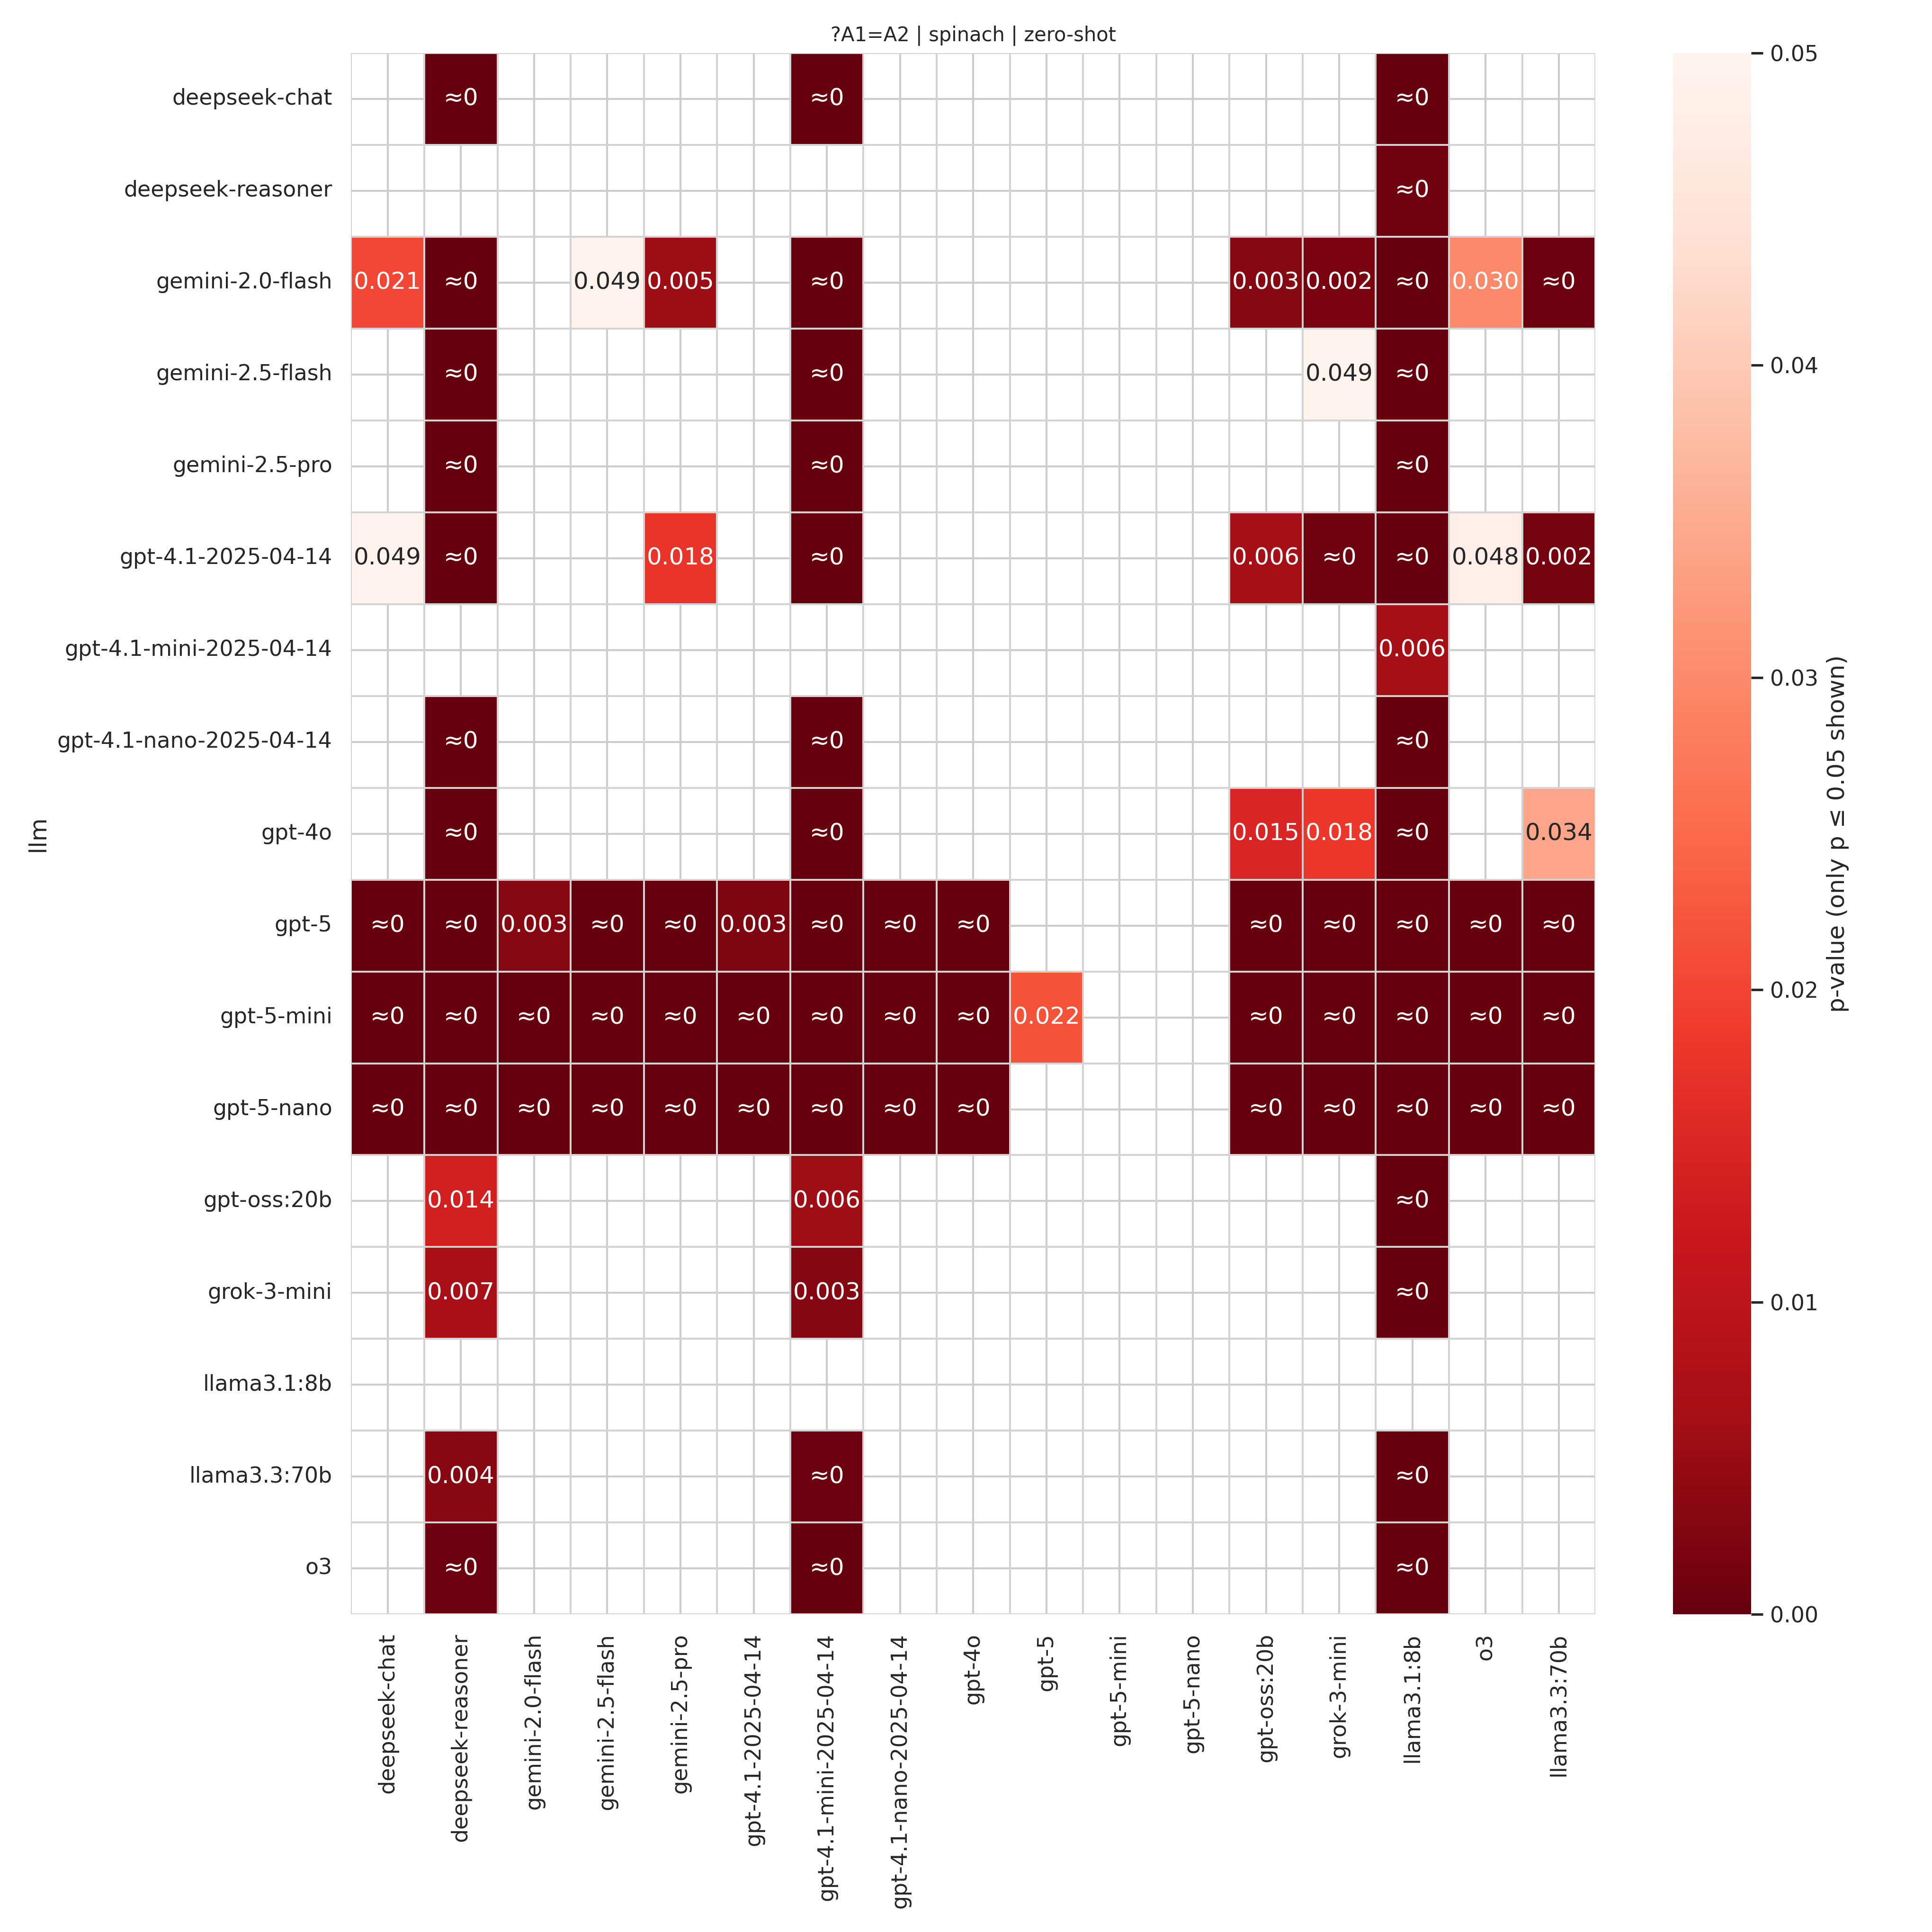 ?A1=A2 | spinach | zero-shot
deepseek-chat ≈0 ≈0 ≈0
deepseek-reasoner ≈0
gemini-2.0-flash 0.021 ≈0 0.049 0.005 ≈0 0.003 0.002 ≈0 0.030 ≈0
gemini-2.5-flash ≈0 ≈0 0.049 ≈0
gemini-2.5-pro ≈0 ≈0 ≈0
gpt-4.1-2025-04-14 0.049 ≈0 0.018 ≈0 0.006 ≈0 ≈0 0.048 0.002
gpt-4.1-mini-2025-04-14 0.006
gpt-4.1-nano-2025-04-14 ≈0 ≈0 ≈0
gpt-4o ≈0 ≈0 0.015 0.018 ≈0 0.034
gpt-5 ≈0 ≈0 0.003 ≈0 ≈0 0.003 ≈0 ≈0 ≈0 ≈0 ≈0 ≈0 ≈0 ≈0
gpt-5-mini ≈0 ≈0 ≈0 ≈0 ≈0 ≈0 ≈0 ≈0 ≈0 0.022 ≈0 ≈0 ≈0 ≈0 ≈0
gpt-5-nano ≈0 ≈0 ≈0 ≈0 ≈0 ≈0 ≈0 ≈0 ≈0 ≈0 ≈0 ≈0 ≈0 ≈0
gpt-oss:20b 0.014 0.006 ≈0
grok-3-mini 0.007 0.003 ≈0
llama3.1:8b
llama3.3:70b 0.004 ≈0 ≈0
o3 ≈0 ≈0 ≈0
llm
deepseek-chat
deepseek-reasoner
gemini-2.0-flash
gemini-2.5-flash
gemini-2.5-pro
gpt-4.1-2025-04-14
gpt-4.1-mini-2025-04-14
gpt-4.1-nano-2025-04-14
gpt-4o
gpt-5
gpt-5-mini
gpt-5-nano
gpt-oss:20b
grok-3-mini
llama3.1:8b
o3
llama3.3:70b
0.05
0.04
0.03
0.02
0.01
0.00
p-value (only p ≤ 0.05 shown)